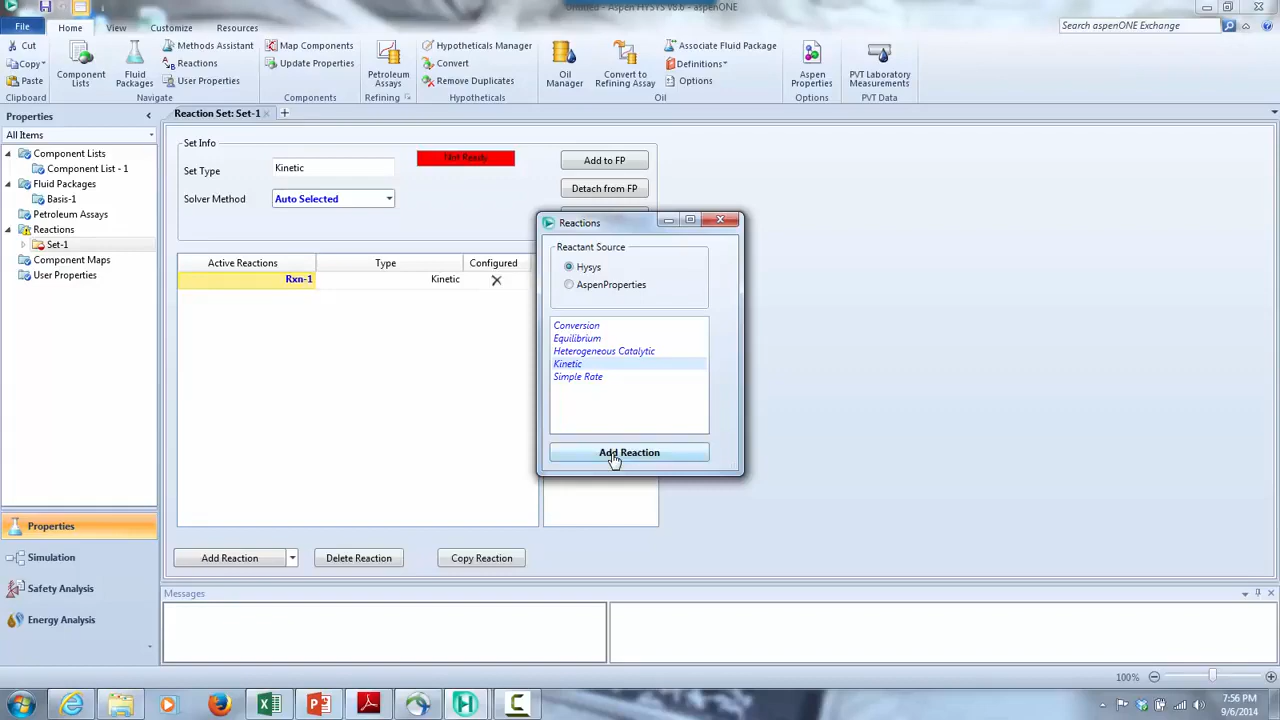 Untitled - Aspen HYSYS V8.6 - aspenONE
File
Home
View
Customize
Resources
Search aspenONE Exchange
Cut
Copy
Paste
Clipboard
Component Lists
Fluid Packages
Methods Assistant
Reactions
User Properties
Navigate
Map Components
Update Properties
Components
Petroleum Assays
Refining
Hypotheticals Manager
Convert
Remove Duplicates
Hypotheticals
Oil Manager
Convert to Refining Assay
Associate Fluid Package
Definitions
Options
Oil
Aspen Properties
Options
PVT Laboratory Measurements
PVT Data
Properties
All Items
Component Lists
Component List - 1
Fluid Packages
Basis-1
Petroleum Assays
Reactions
Set-1
Component Maps
User Properties
Properties
Simulation
Safety Analysis
Energy Analysis
Reaction Set: Set-1
Set Info
Set Type
Kinetic
Not Ready
Add to FP
Solver Method
Auto Selected
Detach from FP
Active Reactions
Type
Configured
Rxn-1
Kinetic
Reactions
Reactant Source
Hysys
AspenProperties
Conversion
Equilibrium
Heterogeneous Catalytic
Kinetic
Simple Rate
Add Reaction
Add Reaction
Delete Reaction
Copy Reaction
Messages
100%
7:56 PM
9/6/2014